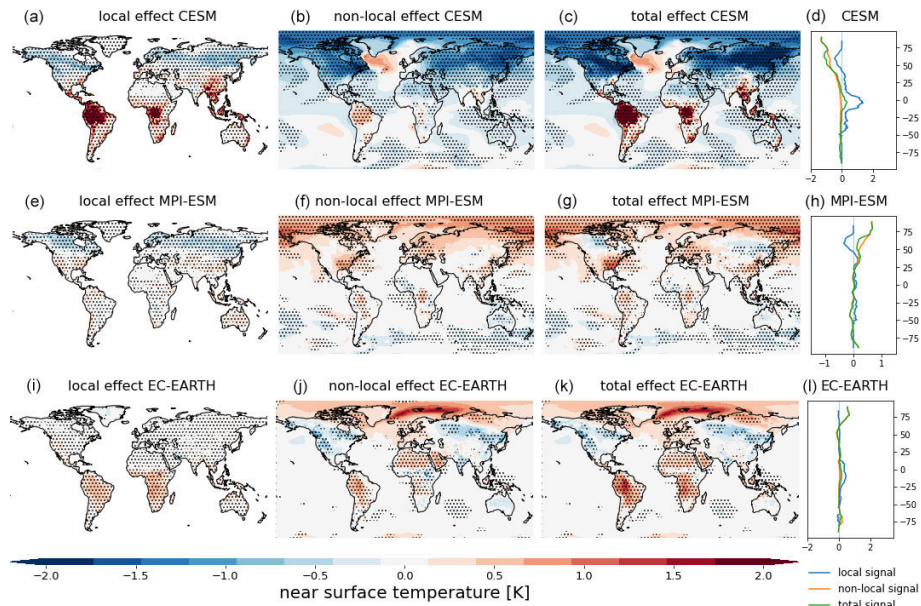 (a) local effect CESM
(b) non-local effect CESM
(c) total effect CESM
(d) CESM
75
50
25
0
−25
−50
−75
−2 0 2
(e) local effect MPI-ESM
(f) non-local effect MPI-ESM
(g) total effect MPI-ESM
(h) MPI-ESM
75
50
25
0
−25
−50
−75
−1 0 1
(i) local effect EC-EARTH
(j) non-local effect EC-EARTH
(k) total effect EC-EARTH
(l) EC-EARTH
75
50
25
0
−25
−50
−75
−2 0 2
−2.0 −1.5 −1.0 −0.5 0.0 0.5 1.0 1.5 2.0
near surface temperature [K]
local signal
non-local signal
total signal